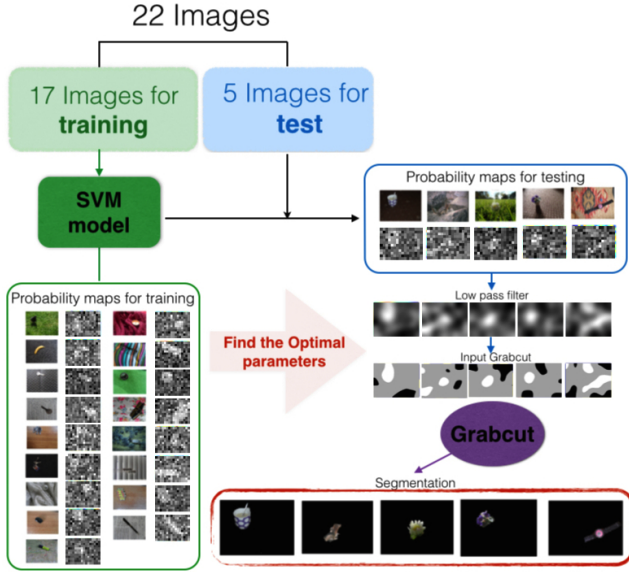 22 Images
17 Images for
training
5 Images for
test
SVM
model
Probability maps for testing
Probability maps for training
Low pass filter
Find the Optimal
parameters
Input Grabcut
Grabcut
Segmentation